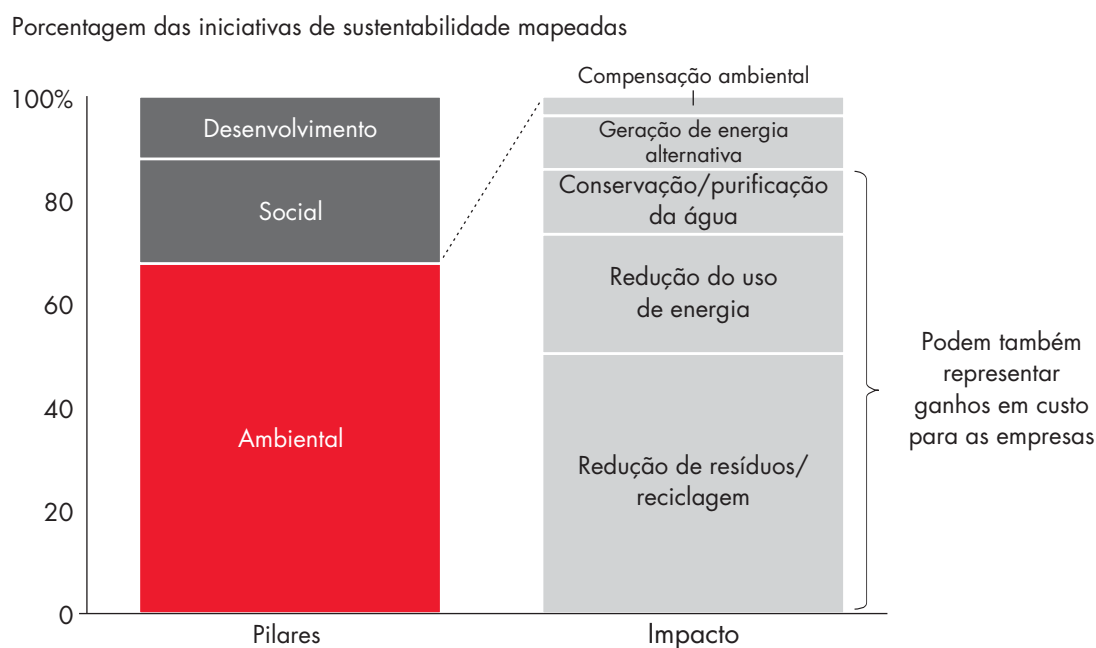 Porcentagem das iniciativas de sustentabilidade mapeadas
100%
80
60
40
20
0
Desenvolvimento
Social
Ambiental
Pilares
Compensação ambiental
Geração de energia
alternativa
Conservação/purificação
da água
Redução do uso
de energia
Redução de resíduos/
reciclagem
Impacto
Podem também
representar
ganhos em custo
para as empresas